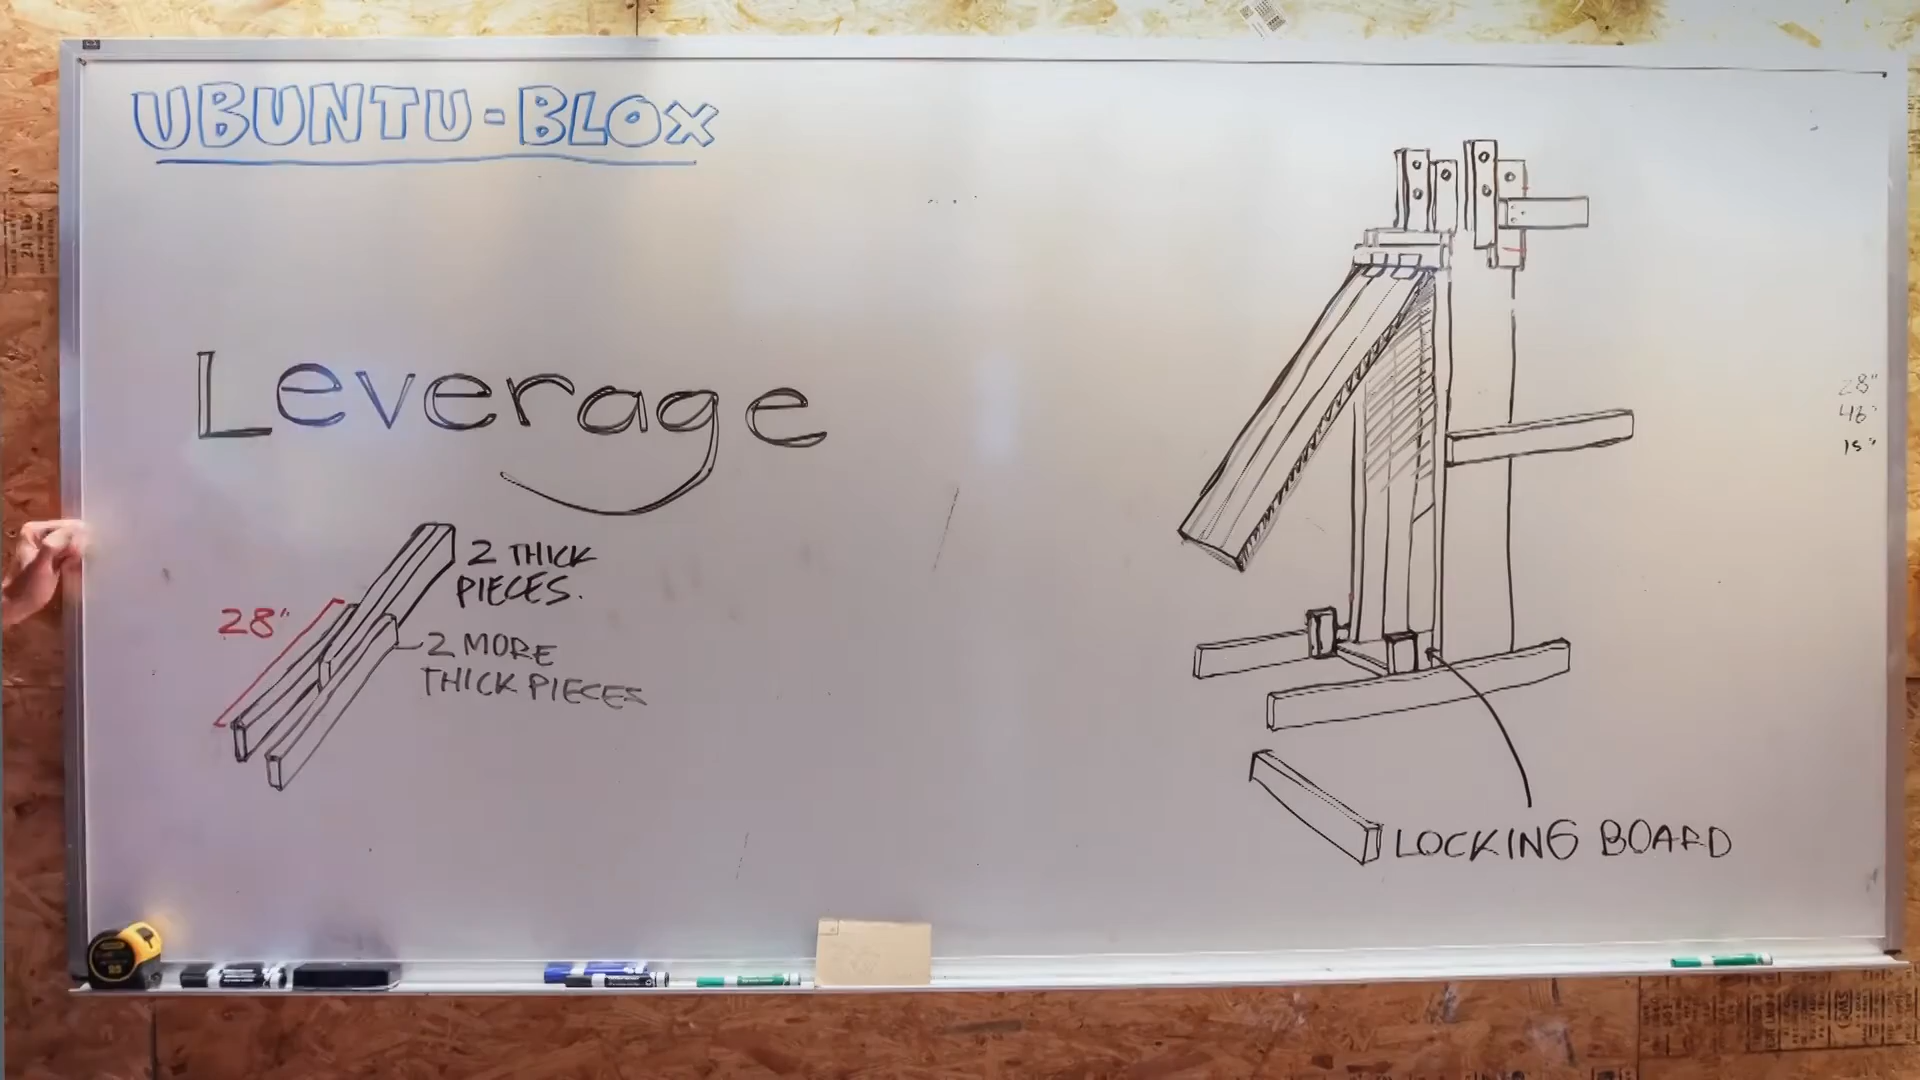 UBUNTU-BLOX
Leverage
2 THICK
PIECES.
28"
2 MORE
THICK PIECES
28"
46"
15"
LOCKING BOARD